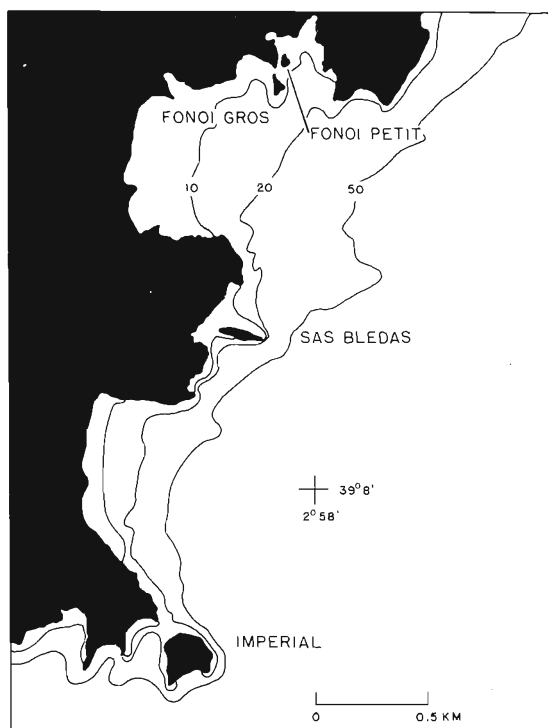 FONOI GROS
FONOI PETIT
10 20 50
SAS BLEDAS
39°8'
2°58'
IMPERIAL
0 0.5 KM